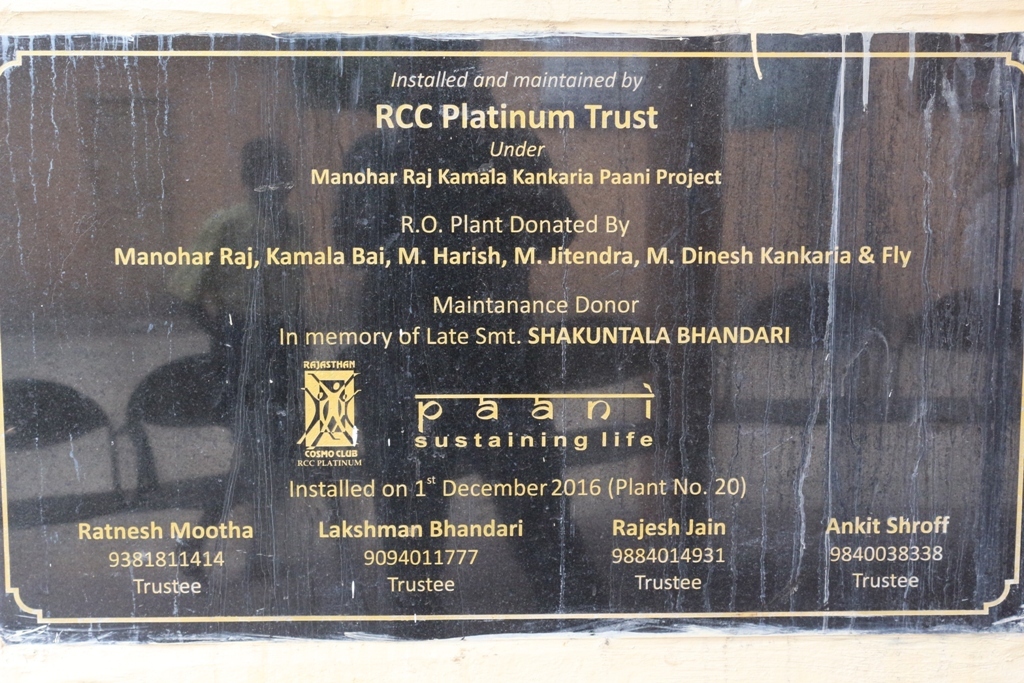 Installed and maintained by
RCC Platinum Trust
Under
Manohar Raj Kamala Kankaria Paani Project
R.O. Plant Donated By
Manohar Raj, Kamala Bai, M. Harish, M. Jitendra, M. Dinesh Kankaria & Fly
Maintanance Donor
In memory of Late Smt. SHAKUNTALA BHANDARI
RAJASTHAN
COSMO CLUB
RCC PLATINUM
paani
sustaining life
Installed on 1st December 2016 (Plant No. 20)
Ratnesh Mootha Lakshman Bhandari Rajesh Jain Ankit Shroff
9381811414 9094011777 9884014931 9840038338
Trustee Trustee Trustee Trustee